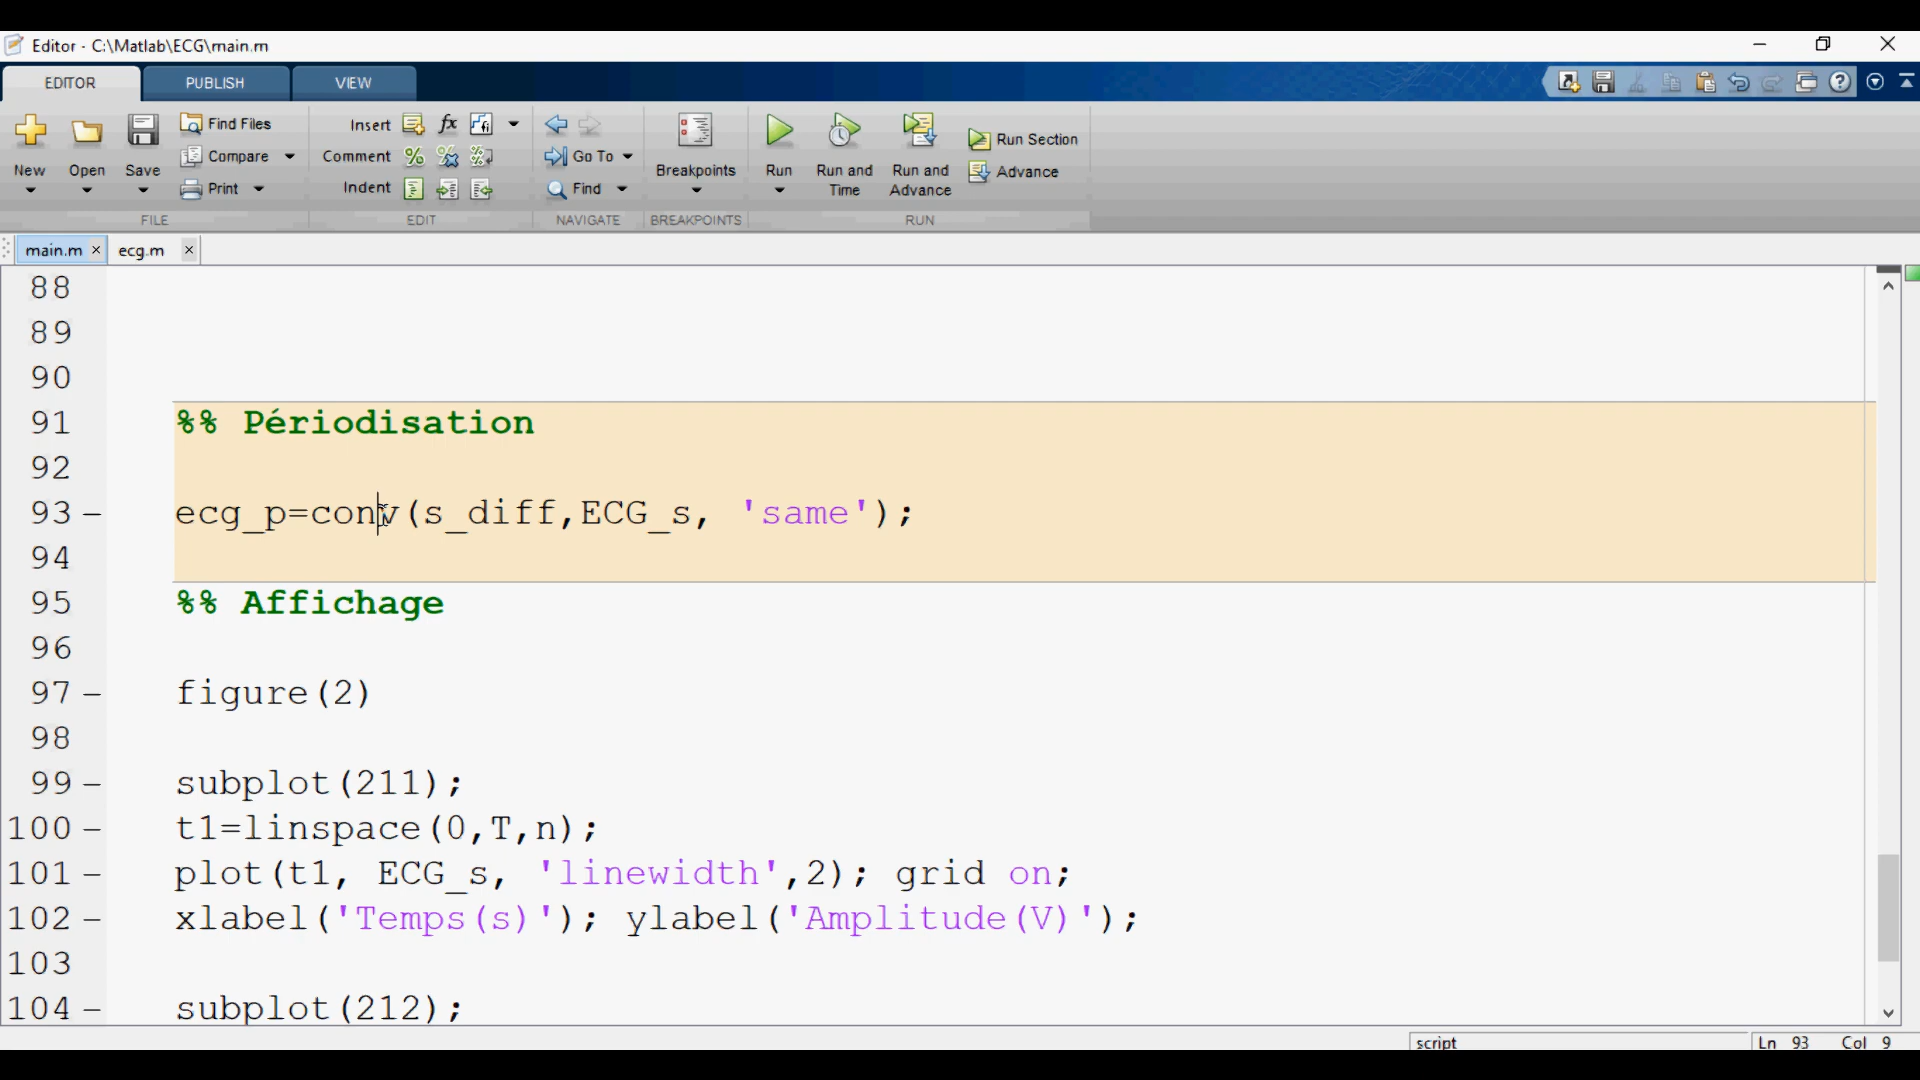 Editor - C:\Matlab\ECG\main.m
EDITOR PUBLISH VIEW
New Open Save Find Files Compare Print
FILE
Insert fx
Comment
Indent
EDIT
Go To
Find
NAVIGATE
Breakpoints
BREAKPOINTS
Run Run and Time Run and Advance Run Section Advance
RUN
main.m ecg.m
88
89
90
91 %% Périodisation
92
93 – ecg_p=conv(s_diff,ECG_s, 'same');
94
95 %% Affichage
96
97 – figure(2)
98
99 – subplot(211);
100 – t1=linspace(0,T,n);
101 – plot(t1, ECG_s, 'linewidth',2); grid on;
102 – xlabel('Temps(s)'); ylabel('Amplitude(V)');
103
104 – subplot(212);
script Ln 93 Col 9